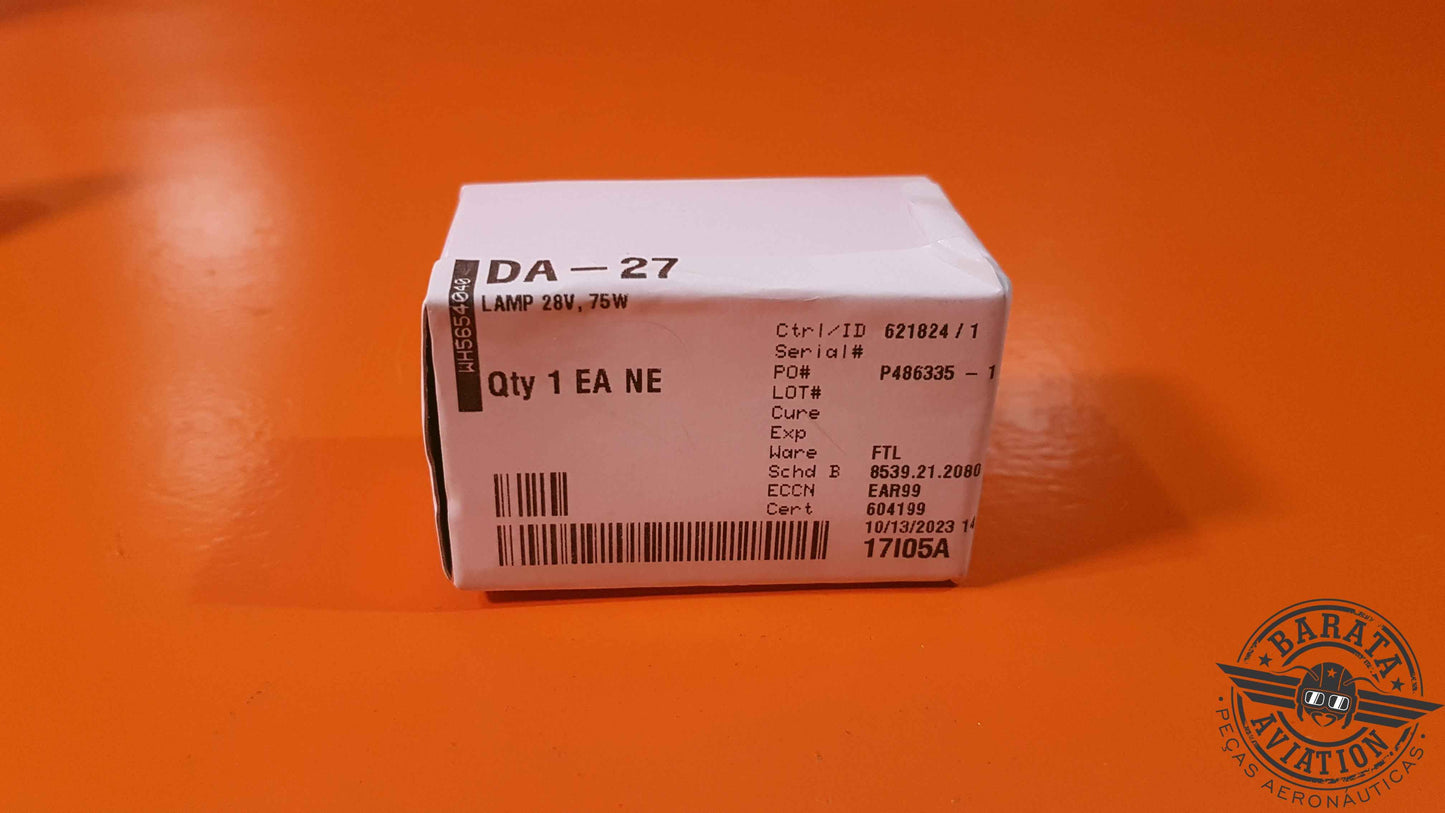 DA – 27
LAMP 28V, 75W
WH5654040
Qty 1 EA NE
Ctrl/ID 621824 / 1
Serial#
PO# P486335 – 1
LOT#
Cure
Exp
Ware FTL
Schd B 8539.21.2080
ECCN EAR99
Cert 604199
10/13/2023 14
17I05A
BARATA
AVIATION
PEÇAS AERONÁUTICAS